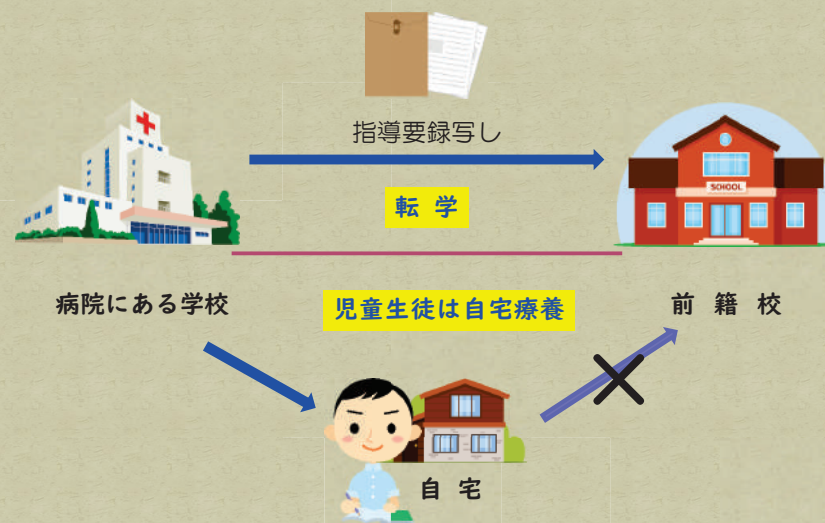 指導要録写し
SCHOOL
転 学
病院にある学校
児童生徒は自宅療養
前 籍 校
自 宅